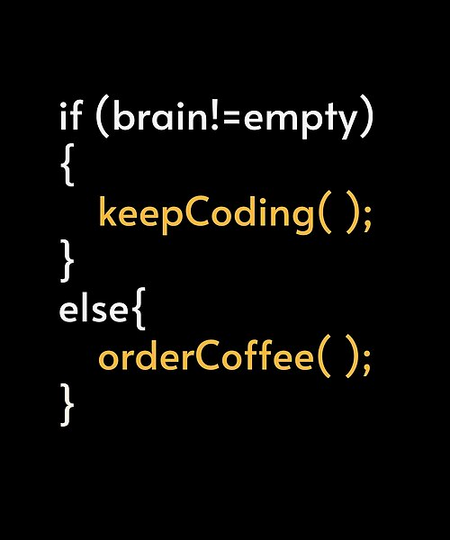 if (brain!=empty)
{
keepCoding( );
}
else{
orderCoffee( );
}